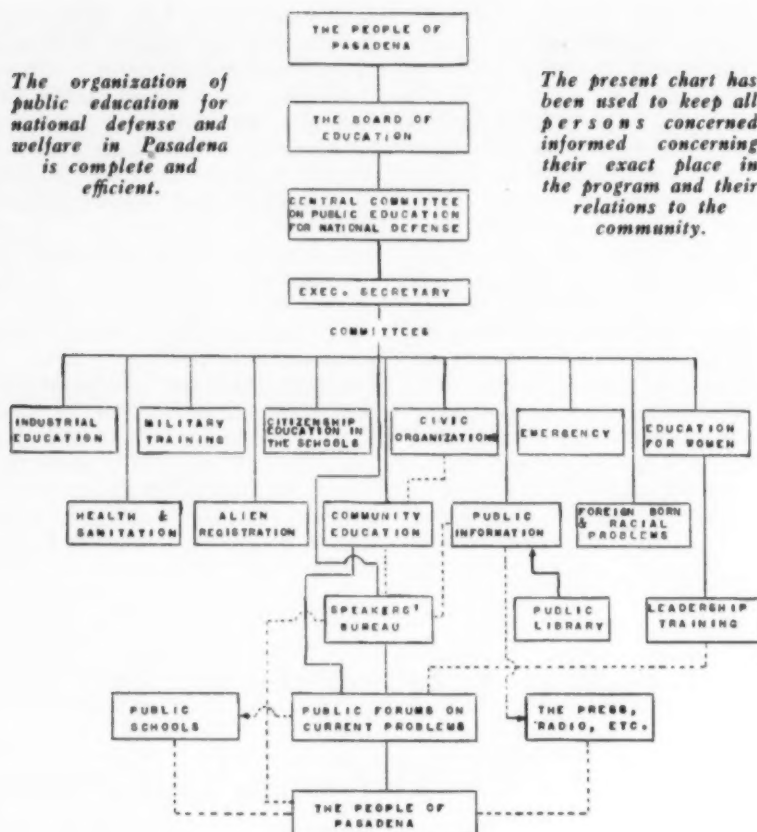 THE PEOPLE OF
PASADENA
The organization of
public education for
national defense and
welfare in Pasadena
is complete and
efficient.
The present chart has
been used to keep all
persons concerned
informed concerning
their exact place in
the program and their
relations to the
community.
THE BOARD OF
EDUCATION
CENTRAL COMMITTEE
ON PUBLIC EDUCATION
FOR NATIONAL DEFENSE
EXEC. SECRETARY
COMMITTEES
INDUSTRIAL
EDUCATION
MILITARY
TRAINING
CITIZENSHIP
EDUCATION IN
THE SCHOOLS
CIVIC
ORGANIZATIONS
EMERGENCY
EDUCATION
FOR WOMEN
HEALTH &
SANITATION
ALIEN
REGISTRATION
COMMUNITY
EDUCATION
PUBLIC
INFORMATION
FOREIGN BORN
& RACIAL
PROBLEMS
SPEAKERS'
BUREAU
PUBLIC
LIBRARY
LEADERSHIP
TRAINING
PUBLIC
SCHOOLS
PUBLIC FORUMS ON
CURRENT PROBLEMS
THE PRESS,
RADIO, ETC.
THE PEOPLE OF
PASADENA